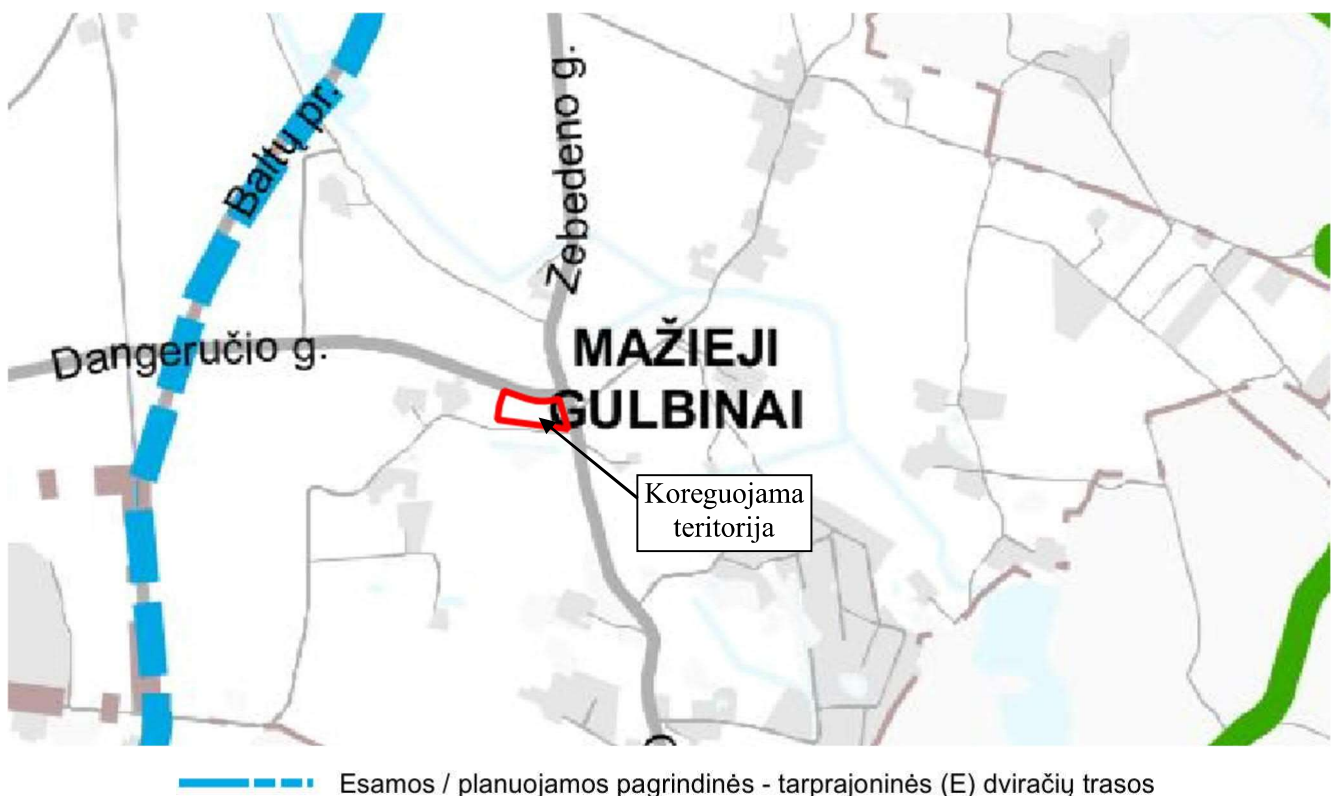 Baltų pr.
Zebedeno g.
Dangeručio g.
MAŽIEJI
GULBINAI
Koreguojama
teritorija
Esamos / planuojamos pagrindinės - tarprajoninės (E) dviračių trasos